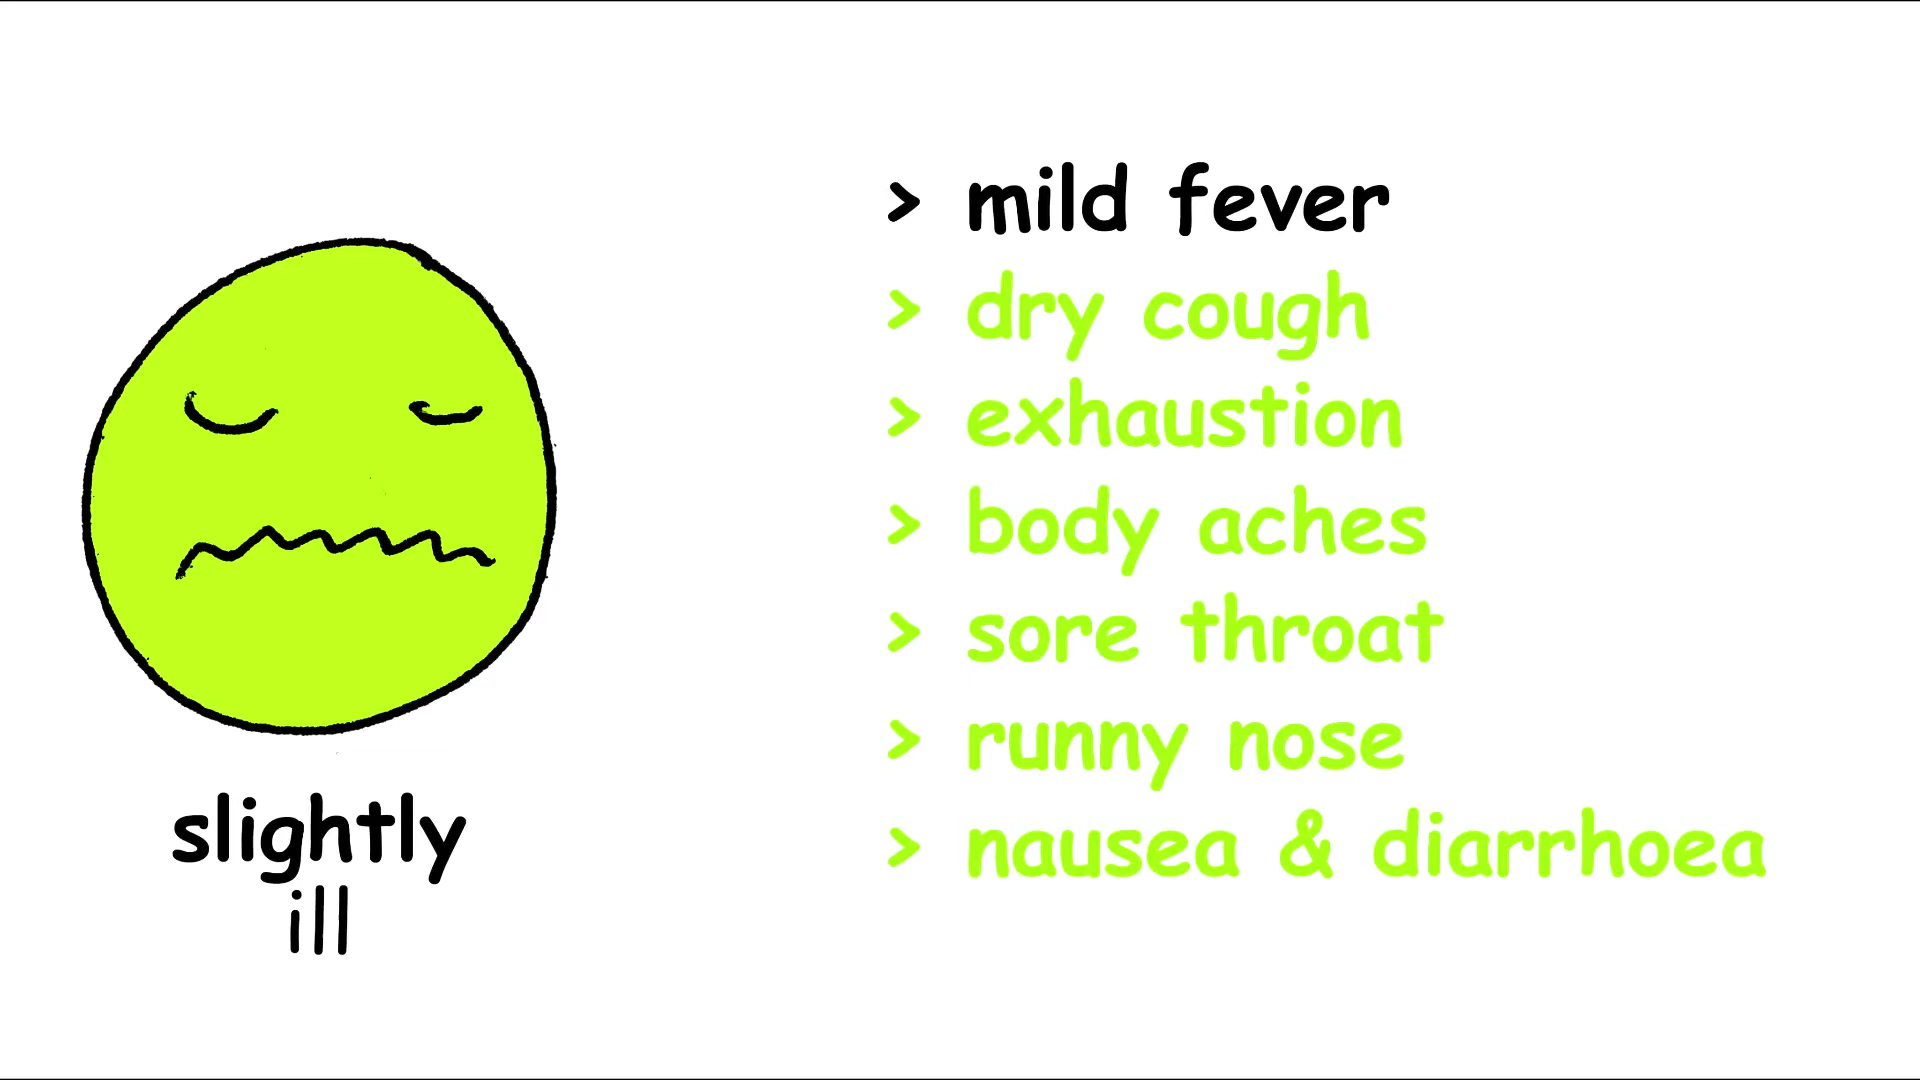 > mild fever
> dry cough
> exhaustion
> body aches
> sore throat
> runny nose
> nausea & diarrhoea
slightly
ill